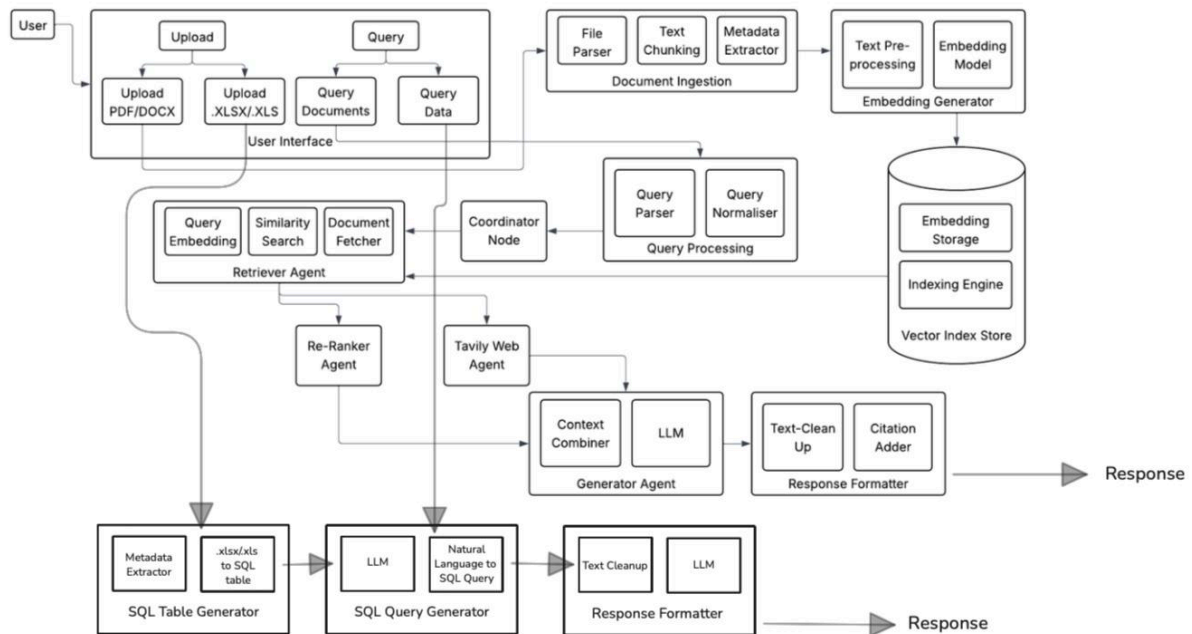 User
Upload
Query
Upload
PDF/DOCX
Upload
.XLSX/.XLS
Query
Documents
Query
Data
User Interface
File
Parser
Text
Chunking
Metadata
Extractor
Document Ingestion
Text Pre-
processing
Embedding
Model
Embedding Generator
Query
Parser
Query
Normaliser
Query Processing
Coordinator
Node
Query
Embedding
Similarity
Search
Document
Fetcher
Retriever Agent
Embedding
Storage
Indexing Engine
Vector Index Store
Re-Ranker
Agent
Tavily Web
Agent
Context
Combiner
LLM
Generator Agent
Text-Clean
Up
Citation
Adder
Response Formatter
Response
Metadata
Extractor
.xlsx/.xls
to SQL
table
SQL Table Generator
LLM
Natural
Language to
SQL Query
SQL Query Generator
Text Cleanup
LLM
Response Formatter
Response